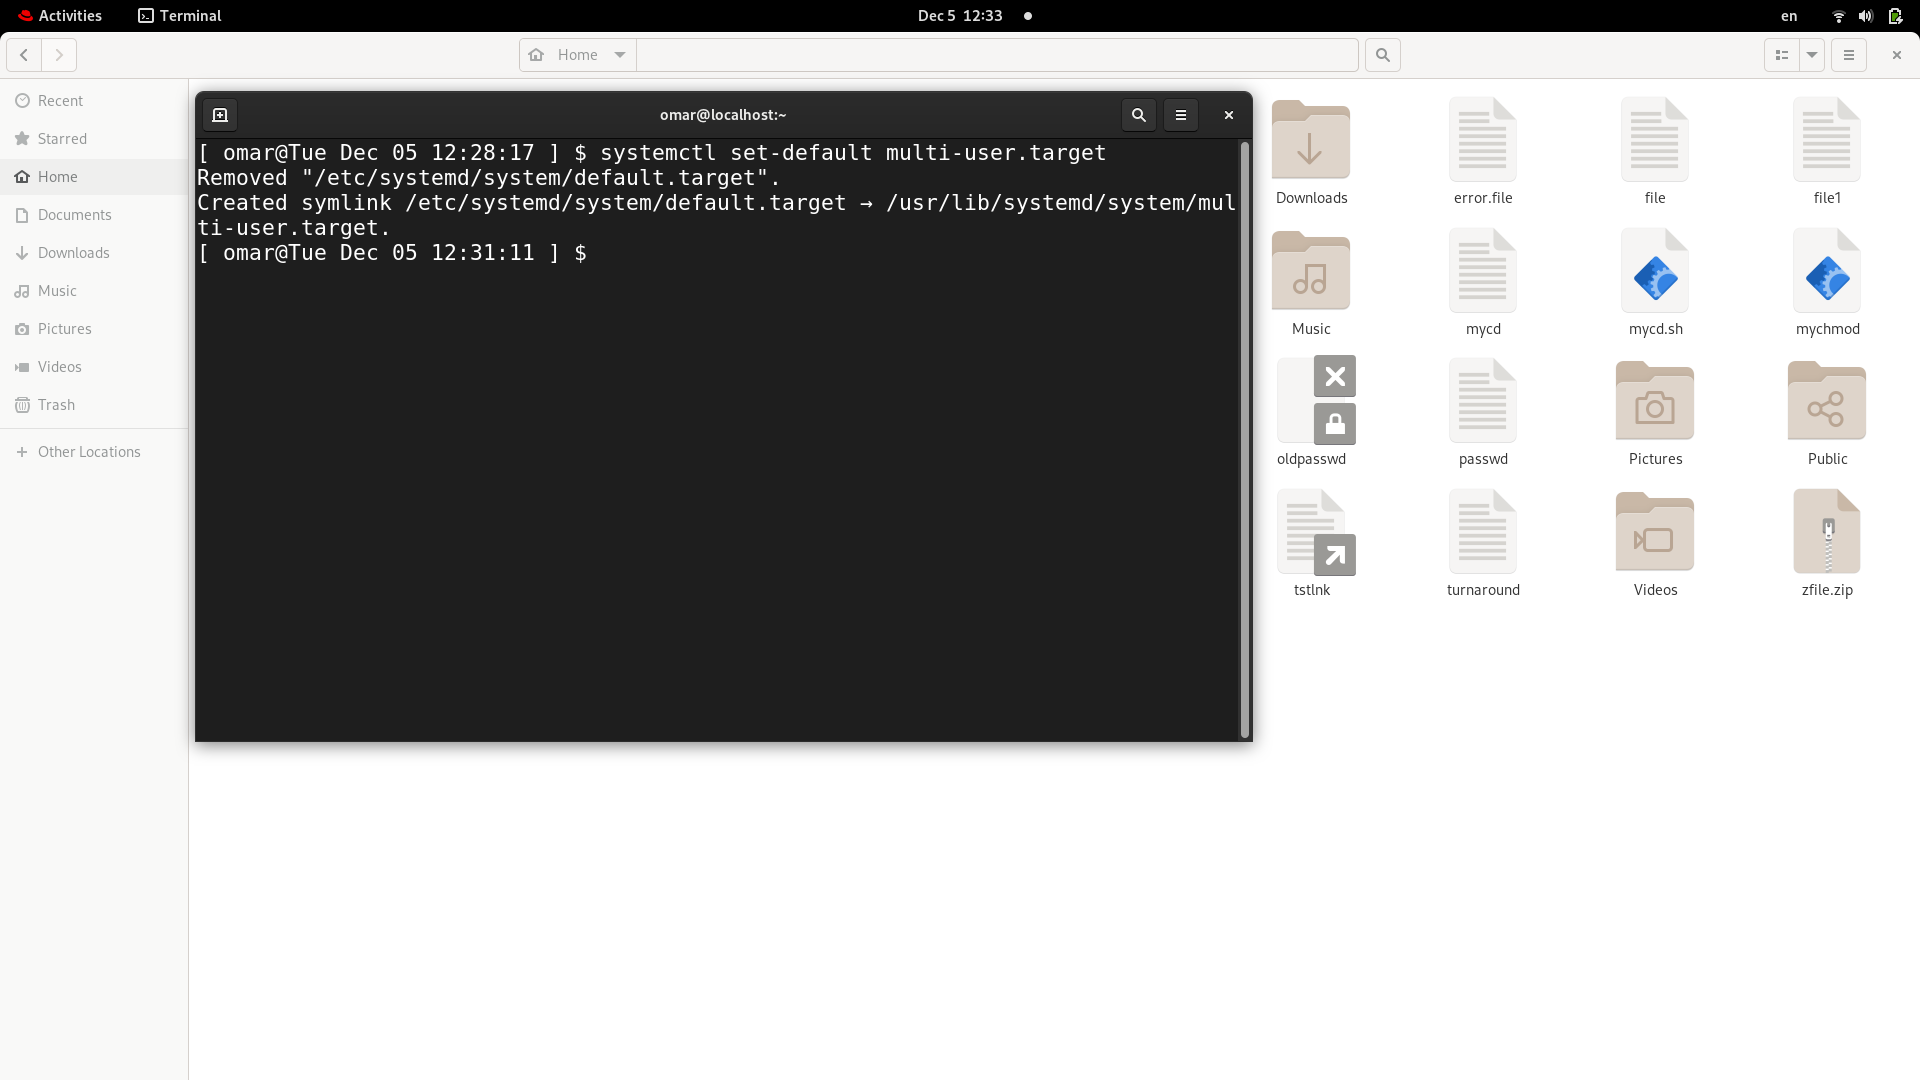 Activities
Terminal
Dec 5 12:33
en
Home
Recent
Starred
Home
Documents
Downloads
Music
Pictures
Videos
Trash
Other Locations
omar@localhost:~
[ omar@Tue Dec 05 12:28:17 ] $ systemctl set-default multi-user.target
Removed "/etc/systemd/system/default.target".
Created symlink /etc/systemd/system/default.target → /usr/lib/systemd/system/mul
ti-user.target.
[ omar@Tue Dec 05 12:31:11 ] $
Downloads
error.file
file
file1
Music
mycd
mycd.sh
mychmod
oldpasswd
passwd
Pictures
Public
tstlnk
turnaround
Videos
zfile.zip